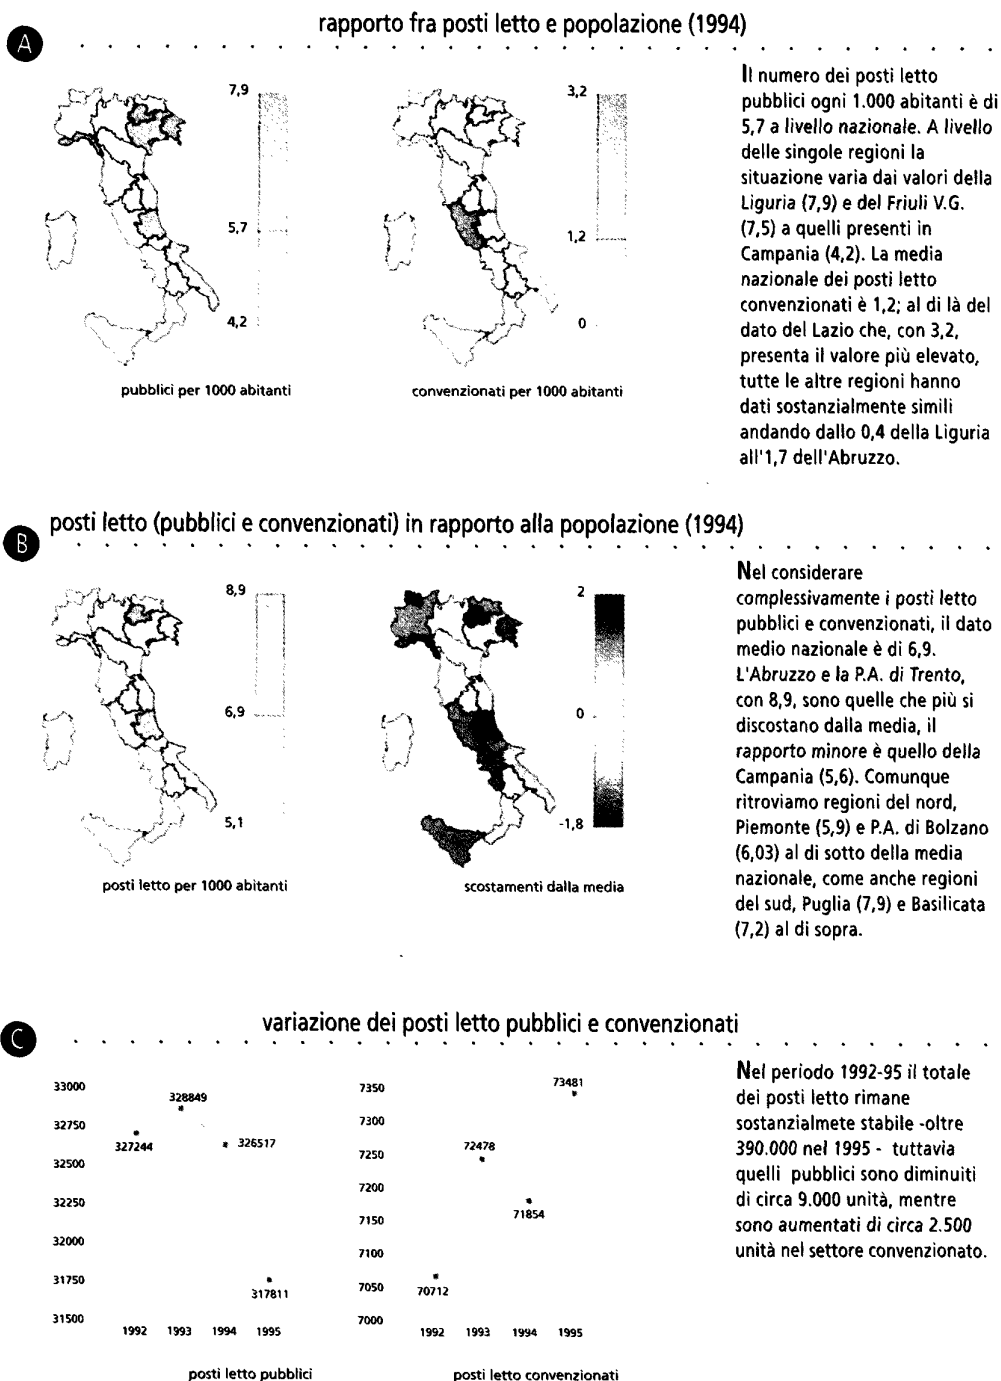 rapporto fra posti letto e popolazione (1994)
A
7,9
5,7
4,2
pubblici per 1000 abitanti
3,2
1,2
0
convenzionati per 1000 abitanti
Il numero dei posti letto
pubblici ogni 1.000 abitanti è di
5,7 a livello nazionale. A livello
delle singole regioni la
situazione varia dai valori della
Liguria (7,9) e del Friuli V.G.
(7,5) a quelli presenti in
Campania (4,2). La media
nazionale dei posti letto
convenzionati è 1,2; al di là del
dato del Lazio che, con 3,2,
presenta il valore più elevato,
tutte le altre regioni hanno
dati sostanzialmente simili
andando dallo 0,4 della Liguria
all'1,7 dell'Abruzzo.
B
posti letto (pubblici e convenzionati) in rapporto alla popolazione (1994)
8,9
6,9
5,1
posti letto per 1000 abitanti
2
0
-1,8
scostamenti dalla media
Nel considerare
complessivamente i posti letto
pubblici e convenzionati, il dato
medio nazionale è di 6,9.
L'Abruzzo e la P.A. di Trento,
con 8,9, sono quelle che più si
discostano dalla media, il
rapporto minore è quello della
Campania (5,6). Comunque
ritroviamo regioni del nord,
Piemonte (5,9) e P.A. di Bolzano
(6,03) al di sotto della media
nazionale, come anche regioni
del sud, Puglia (7,9) e Basilicata
(7,2) al di sopra.
C
variazione dei posti letto pubblici e convenzionati
33000
32750
32500
32250
32000
31750
31500
327244
328849
326517
317811
1992 1993 1994 1995
posti letto pubblici
7350
7300
7250
7200
7150
7100
7050
7000
70712
72478
71854
73481
1992 1993 1994 1995
posti letto convenzionati
Nel periodo 1992-95 il totale
dei posti letto rimane
sostanzialmete stabile -oltre
390.000 nel 1995 - tuttavia
quelli pubblici sono diminuiti
di circa 9.000 unità, mentre
sono aumentati di circa 2.500
unità nel settore convenzionato.